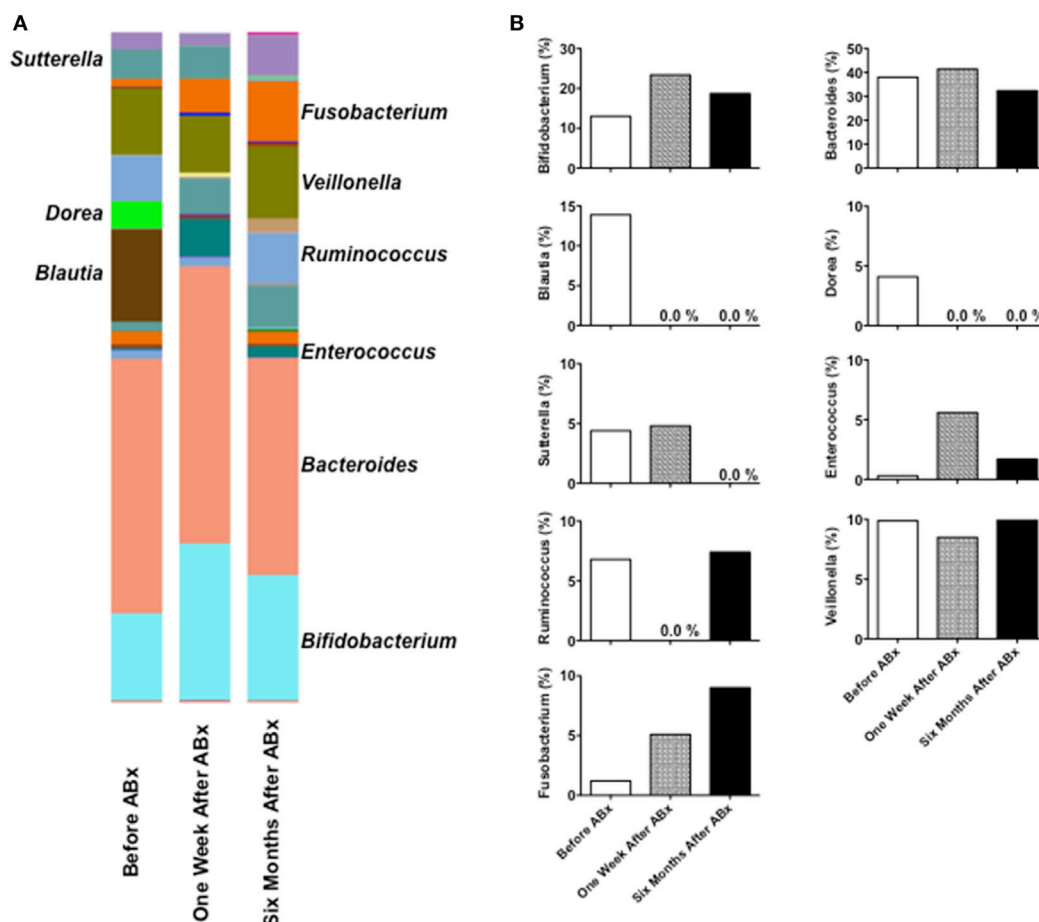 A
Sutterella
Dorea
Blautia
Fusobacterium
Veillonella
Ruminococcus
Enterococcus
Bacteroides
Bifidobacterium
Before ABx
One Week After ABx
Six Months After ABx
B
Bifidobacterium (%)
30
20
10
0
Bacteroides (%)
50
40
30
20
10
0
Blautia (%)
15
10
5
0
0.0 %
0.0 %
Dorea (%)
10
5
0
0.0 %
0.0 %
Sutterella (%)
10
5
0
0.0 %
Enterococcus (%)
10
5
0
Ruminococcus (%)
10
5
0
0.0 %
Veillonella (%)
10
5
0
Before ABx
One Week After ABx
Six Months After ABx
Fusobacterium (%)
10
5
0
Before ABx
One Week After ABx
Six Months After ABx